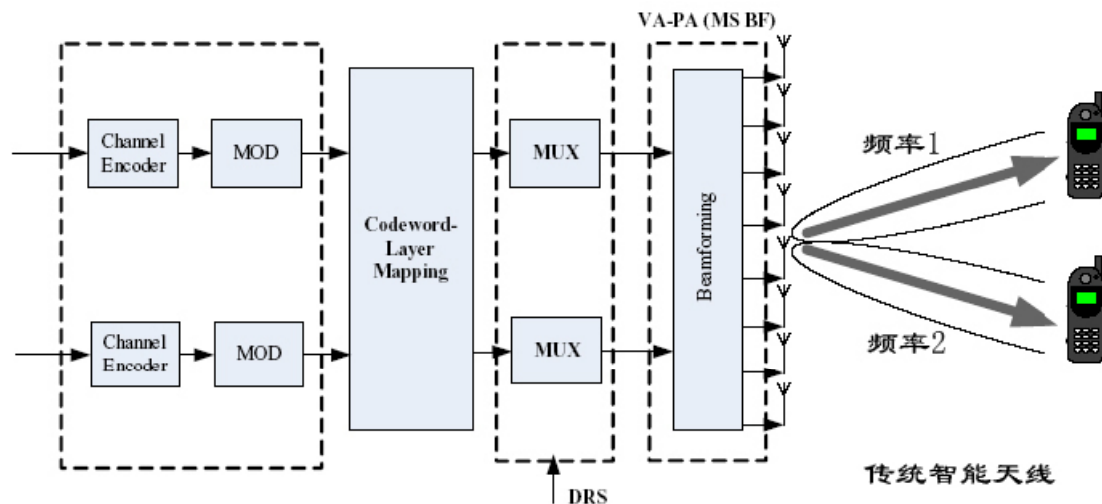 VA-PA (MS BF)
Channel
Encoder
MOD
MUX
频率1
Codeword-
Layer
Mapping
Beamforming
Channel
Encoder
MOD
MUX
频率2
传统智能天线
DRS